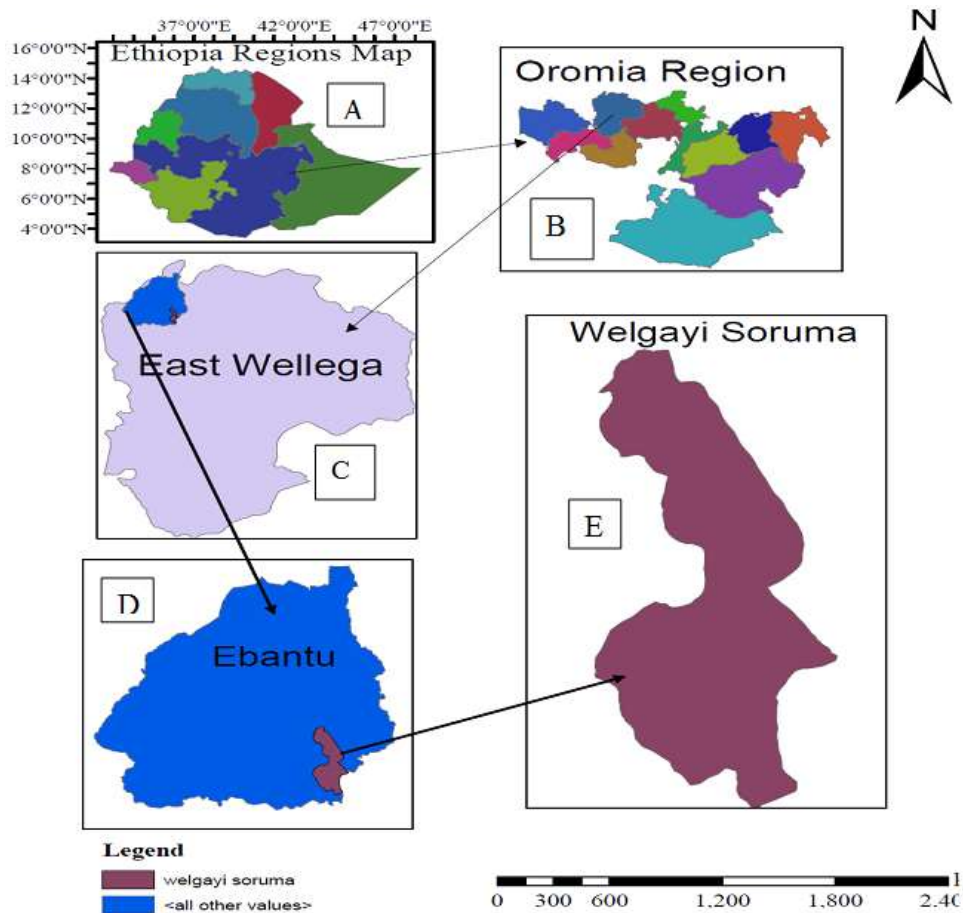 37°0'0"E 42°0'0"E 47°0'0"E
N
16°0'0"N
14°0'0"N
12°0'0"N
10°0'0"N
8°0'0"N
6°0'0"N
4°0'0"N
Ethiopia Regions Map
A
Oromia Region
B
East Wellega
C
Welgayi Soruma
E
D
Ebantu
Legend
welgayi soruma
<all other values>
0 300 600 1,200 1,800